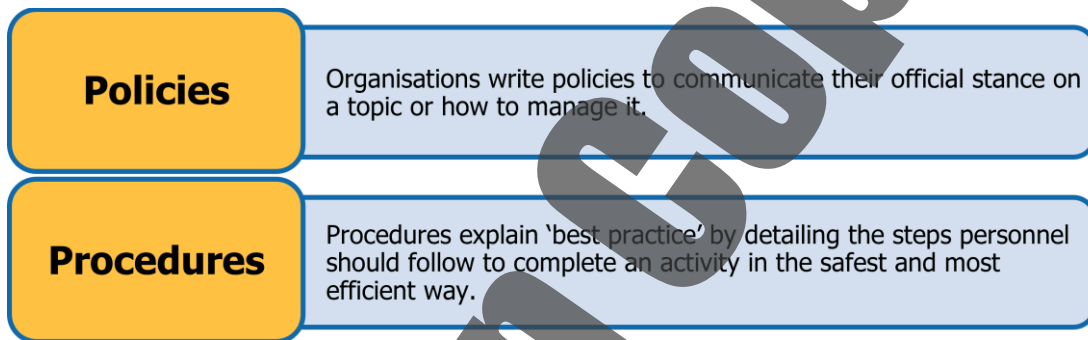 Policies
Organisations write policies to communicate their official stance on
a topic or how to manage it.
Procedures
Procedures explain ‘best practice’ by detailing the steps personnel
should follow to complete an activity in the safest and most
efficient way.